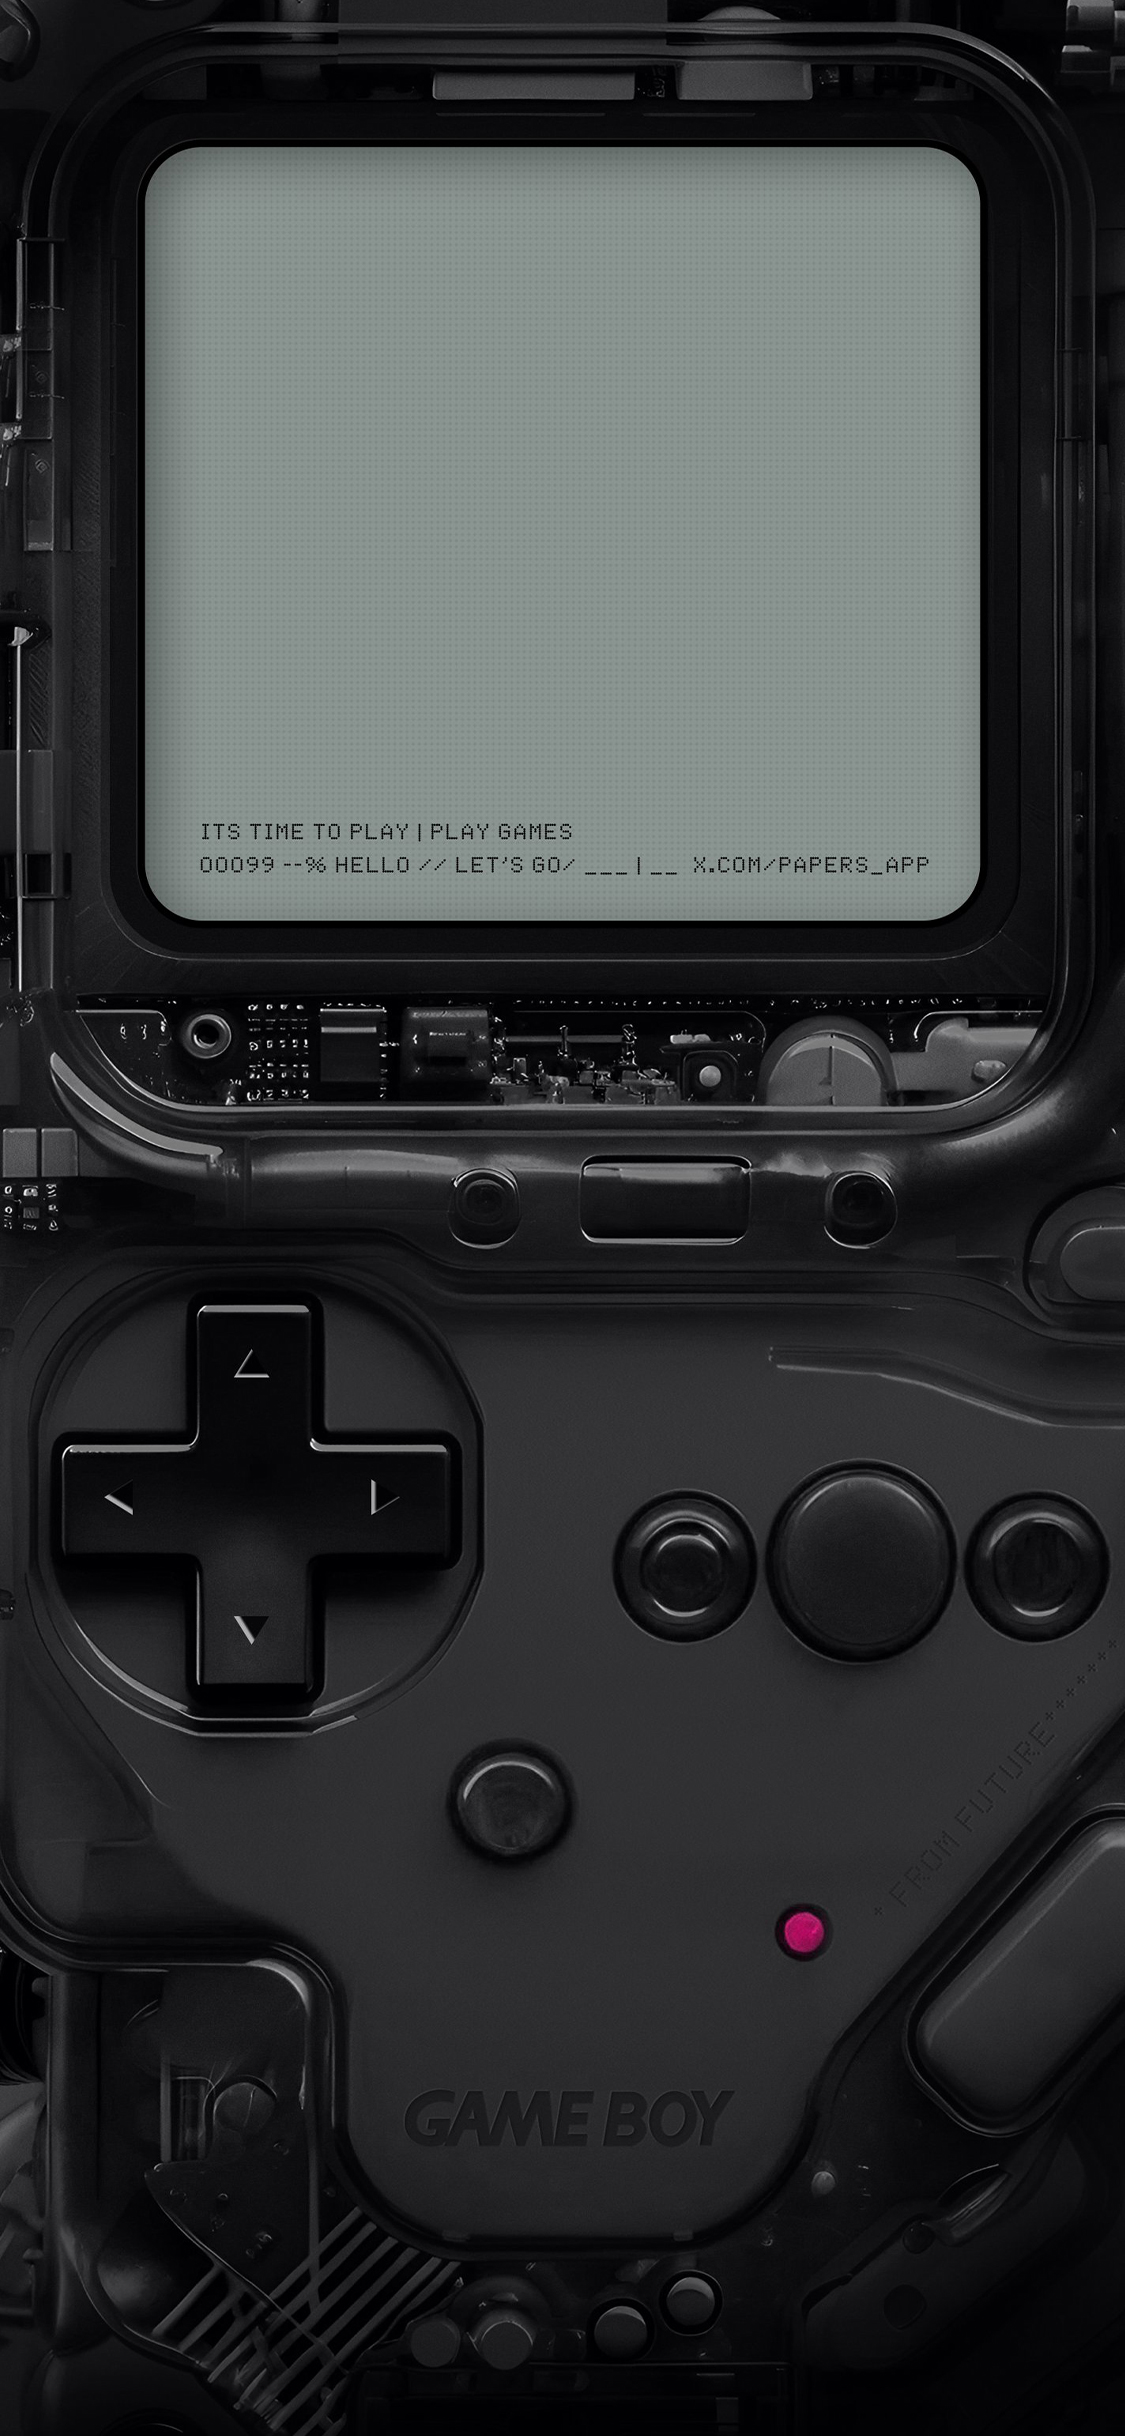 ITS TIME TO PLAY | PLAY GAMES
00099 --% HELLO // LET'S GO/ ___ | __ X.COM/PAPERS_APP
FROM FUTURE
GAME BOY